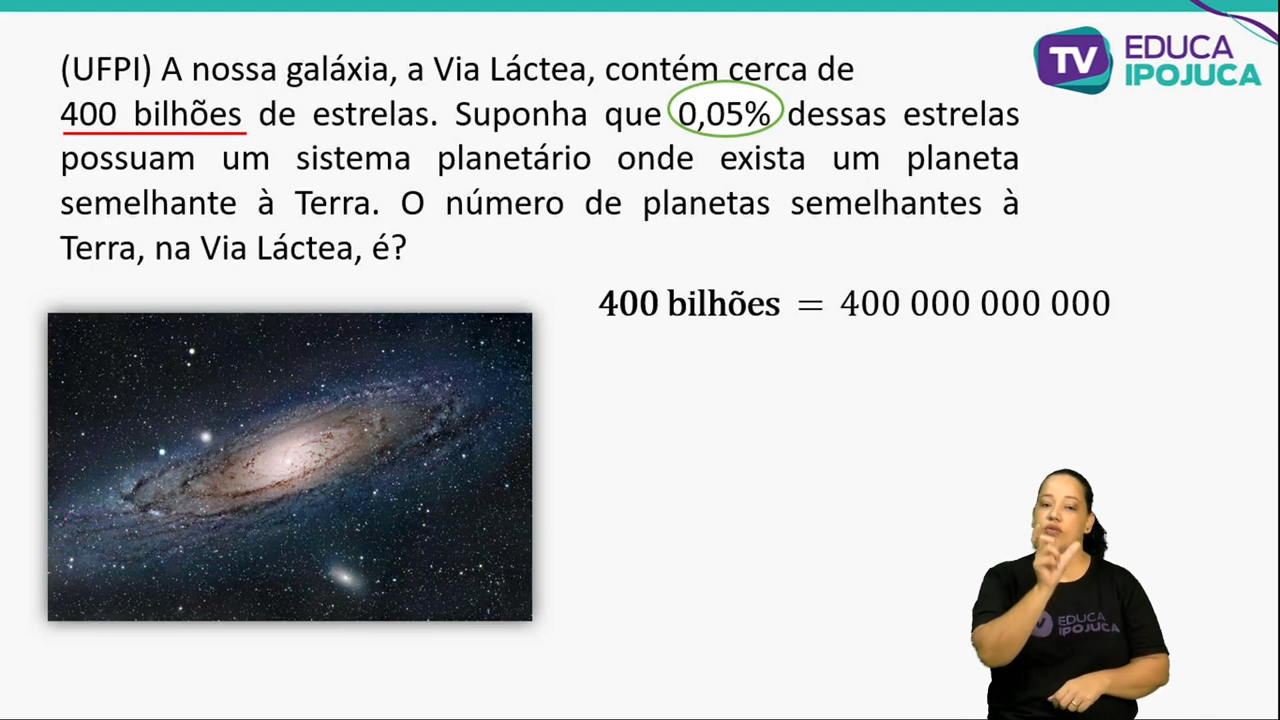 (UFPI) A nossa galáxia, a Via Láctea, contém cerca de
400 bilhões de estrelas. Suponha que 0,05% dessas estrelas
possuam um sistema planetário onde exista um planeta
semelhante à Terra. O número de planetas semelhantes à
Terra, na Via Láctea, é?
400 bilhões = 400 000 000 000
TV EDUCA
IPOJUCA
EDUCA
IPOJUCA